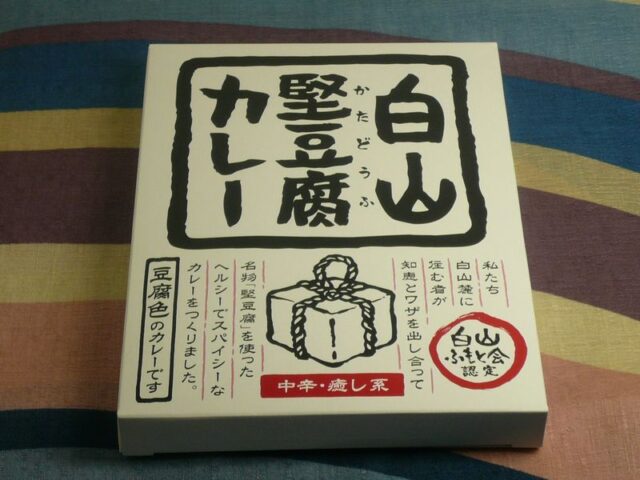 白山
堅豆腐
かたどうふ
カレー
私たち
白山麓に
住む者が
知恵とワザを出し合って
名物「堅豆腐」を使った
ヘルシーでスパイシーな
カレーをつくりました。
豆腐色のカレーです
中辛・癒し系
白山
ふもと会
認定